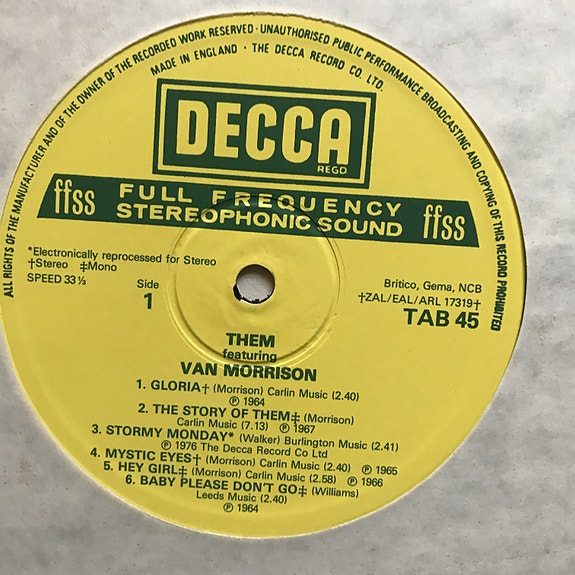 ALL RIGHTS OF THE MANUFACTURER AND OF THE OWNER OF THE RECORDED WORK RESERVED · UNAUTHORISED PUBLIC PERFORMANCE BROADCASTING AND COPYING OF THIS RECORD PROHIBITED
MADE IN ENGLAND · THE DECCA RECORD CO. LTD.
DECCA
REGD.
ffss FULL FREQUENCY STEREOPHONIC SOUND ffss
*Electronically reprocessed for Stereo
†Stereo ‡Mono
SPEED 33⅓
Side
1
Britico, Gema, NCB
†ZAL/EAL/ARL 17319†
TAB 45
THEM
featuring
VAN MORRISON
1. GLORIA† (Morrison) Carlin Music (2.40)
℗ 1964
2. THE STORY OF THEM‡ (Morrison)
Carlin Music (7.13) ℗ 1967
3. STORMY MONDAY* (Walker) Burlington Music (2.41)
℗ 1976 The Decca Record Co Ltd
4. MYSTIC EYES† (Morrison) Carlin Music (2.40) ℗ 1965
5. HEY GIRL‡ (Morrison) Carlin Music (2.58) ℗ 1966
6. BABY PLEASE DON'T GO‡ (Williams)
Leeds Music (2.40)
℗ 1964